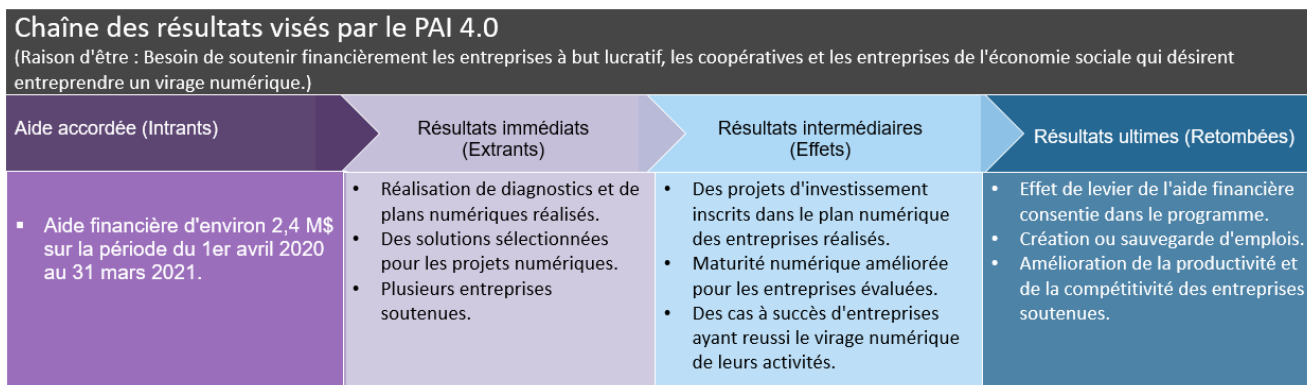 Chaîne des résultats visés par le PAI 4.0
(Raison d'être : Besoin de soutenir financièrement les entreprises à but lucratif, les coopératives et les entreprises de l'économie sociale qui désirent
entreprendre un virage numérique.)
Aide accordée (Intrants)
Résultats immédiats
(Extrants)
Résultats intermédiaires
(Effets)
Résultats ultimes (Retombées)
▪ Aide financière d'environ 2,4 M$
sur la période du 1er avril 2020
au 31 mars 2021.
• Réalisation de diagnostics et de
plans numériques réalisés.
• Des solutions sélectionnées
pour les projets numériques.
• Plusieurs entreprises
soutenues.
• Des projets d'investissement
inscrits dans le plan numérique
des entreprises réalisés.
• Maturité numérique améliorée
pour les entreprises évaluées.
• Des cas à succès d'entreprises
ayant reussi le virage numérique
de leurs activités.
• Effet de levier de l'aide financière
consentie dans le programme.
• Création ou sauvegarde d'emplois.
• Amélioration de la productivité et
de la compétitivité des entreprises
soutenues.